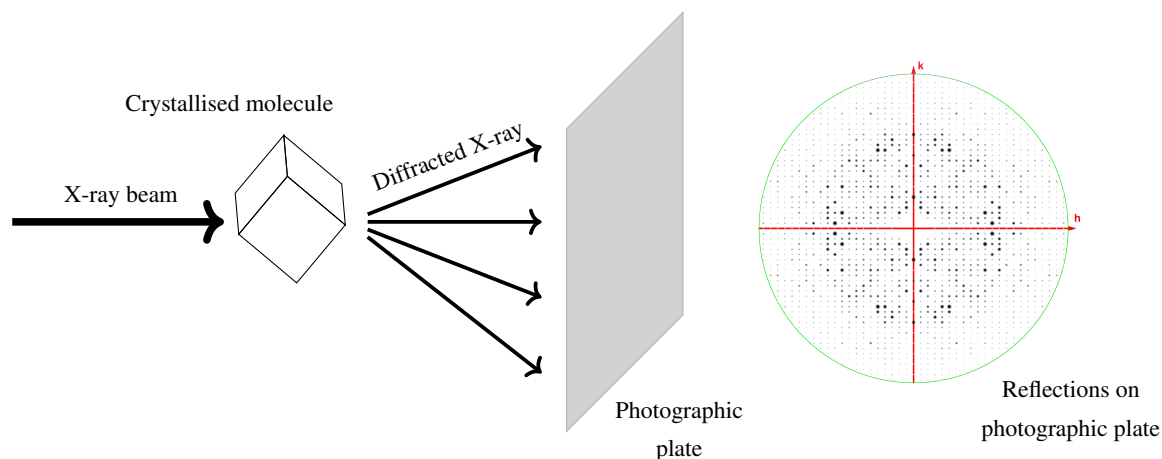 Crystallised molecule
X-ray beam
Diffracted X-ray
Photographic
plate
k
h
Reflections on
photographic plate